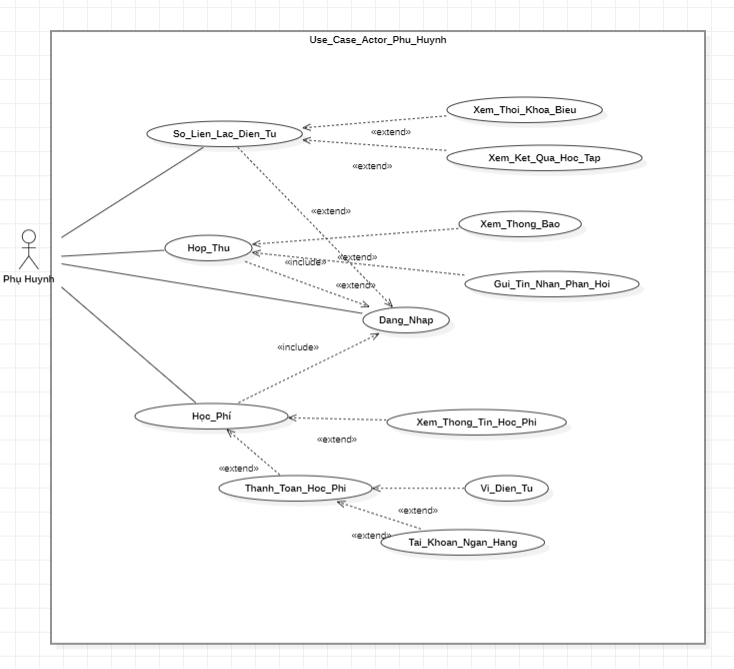 Use_Case_Actor_Phu_Huynh
Xem_Thoi_Khoa_Bieu
So_Lien_Lac_Dien_Tu
«extend»
Xem_Ket_Qua_Hoc_Tap
«extend»
«extend»
Xem_Thong_Bao
Hop_Thu
«extend»
«include»
Phụ Huynh
«extend»
Gui_Tin_Nhan_Phan_Hoi
Dang_Nhap
«include»
Học_Phí
Xem_Thong_Tin_Hoc_Phi
«extend»
«extend»
Thanh_Toan_Hoc_Phi
Vi_Dien_Tu
«extend»
«extend»
Tai_Khoan_Ngan_Hang